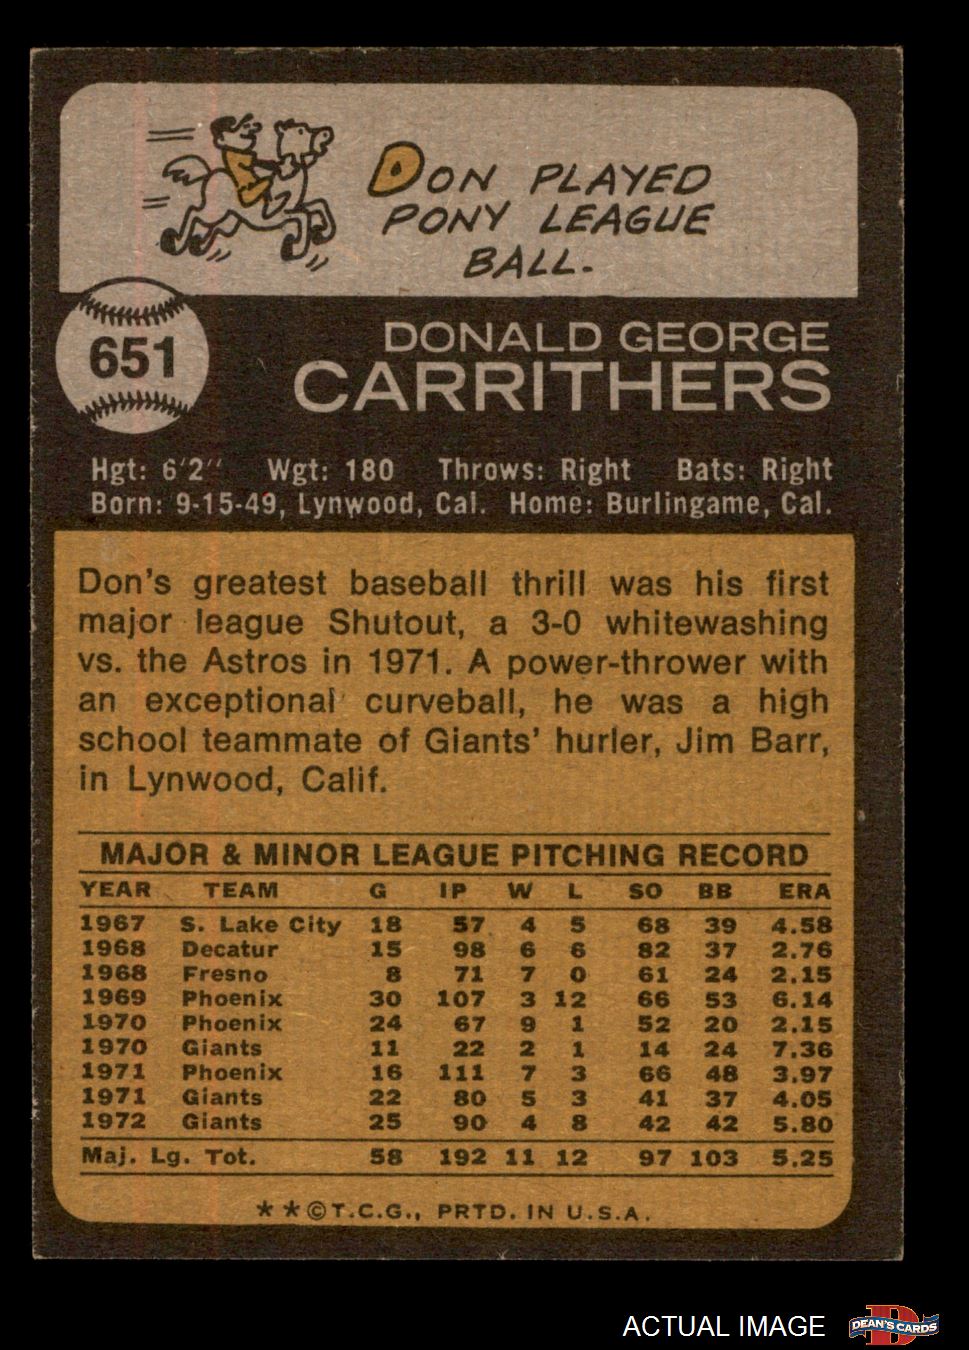 DON PLAYED
PONY LEAGUE
BALL.
651
DONALD GEORGE
CARRITHERS
Hgt: 6'2" Wgt: 180 Throws: Right Bats: Right
Born: 9-15-49, Lynwood, Cal. Home: Burlingame, Cal.
Don's greatest baseball thrill was his first
major league Shutout, a 3-0 whitewashing
vs. the Astros in 1971. A power-thrower with
an exceptional curveball, he was a high
school teammate of Giants' hurler, Jim Barr,
in Lynwood, Calif.
MAJOR & MINOR LEAGUE PITCHING RECORD
YEAR TEAM G IP W L SO BB ERA
1967 S. Lake City 18 57 4 5 68 39 4.58
1968 Decatur 15 98 6 6 82 37 2.76
1968 Fresno 8 71 7 0 61 24 2.15
1969 Phoenix 30 107 3 12 66 53 6.14
1970 Phoenix 24 67 9 1 52 20 2.15
1970 Giants 11 22 2 1 14 24 7.36
1971 Phoenix 16 111 7 3 66 48 3.97
1971 Giants 22 80 5 3 41 37 4.05
1972 Giants 25 90 4 8 42 42 5.80
Maj. Lg. Tot. 58 192 11 12 97 103 5.25
**©T.C.G., PRTD. IN U.S.A.
ACTUAL IMAGE D DEAN'S CARDS